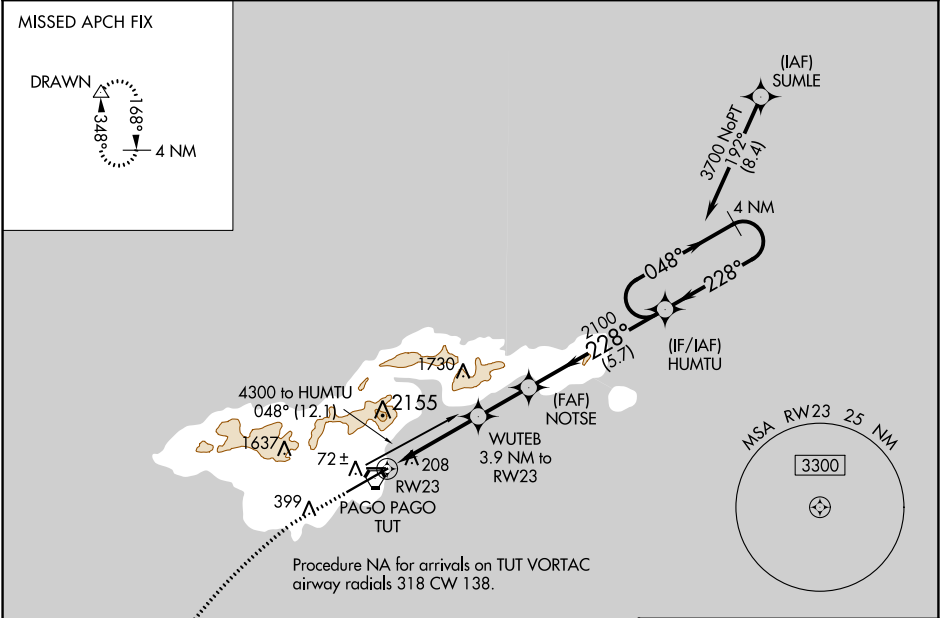 MISSED APCH FIX
DRAWN
348°
168°
4 NM
(IAF)
SUMLE
3700 NoPT
192°
(8.4)
4 NM
048°
228°
(IF/IAF)
HUMTU
2100
228°
(5.7)
(FAF)
NOTSE
WUTEB
3.9 NM to
RW23
1730
4300 to HUMTU
048° (12.1)
2155
1637
72±
208
RW23
399
PAGO PAGO
TUT
Procedure NA for arrivals on TUT VORTAC
airway radials 318 CW 138.
MSA RW23 25 NM
3300